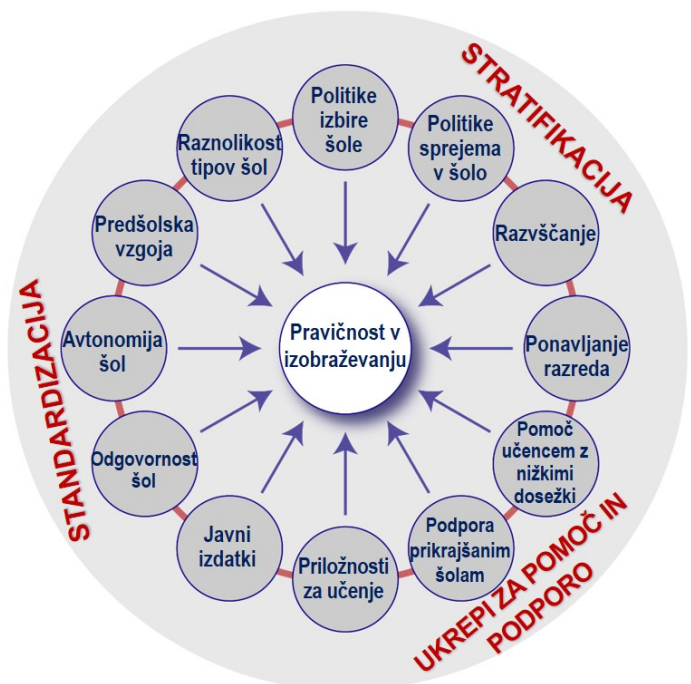 STRATIFIKACIJA
Politike
izbire
šole
Politike
sprejema
v šolo
Razvščanje
Ponavljanje
razreda
Pomoč
učencem z
nižkimi
dosežki
Podpora
prikrajšanim
šolam
Priložnosti
za učenje
Javni
izdatki
Odgovornost
šol
Avtonomija
šol
Predšolska
vzgoja
Raznolikost
tipov šol
Pravičnost v
izobraževanju
STANDARDIZACIJA
UKREPI ZA POMOČ IN
PODPORO